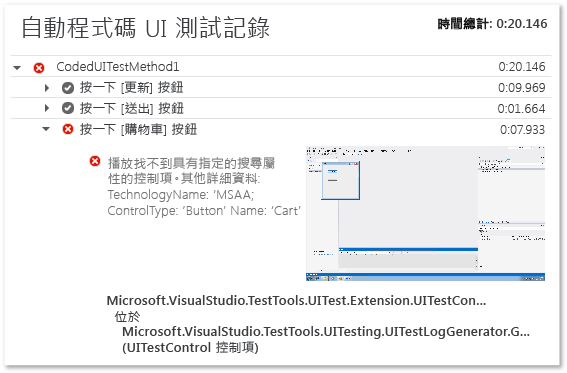 自動程式碼 UI 測試記錄
時間總計: 0:20.146
CodedUITestMethod1 0:20.146
按一下 [更新] 按鈕 0:09.969
按一下 [送出] 按鈕 0:01.664
按一下 [購物車] 按鈕 0:07.933
播放找不到具有指定的搜尋屬
性的控制項。其他詳細資料:
TechnologyName: ‘MSAA;
ControlType: ‘Button’ Name: ‘Cart’
Microsoft.VisualStudio.TestTools.UITest.Extension.UITestCon...
位於
Microsoft.VisualStudio.TestTools.UITesting.UITestLogGenerator.G...
(UITestControl 控制項)